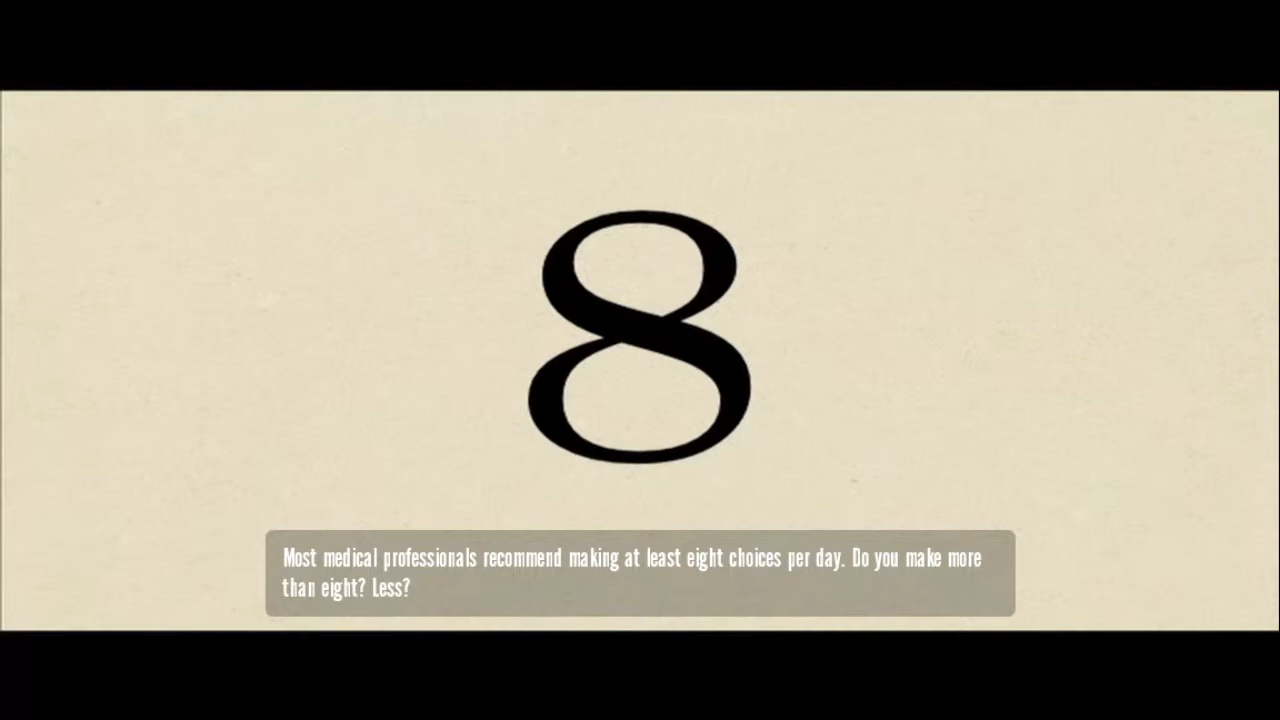 8
Most medical professionals recommend making at least eight choices per day. Do you make more
than eight? Less?